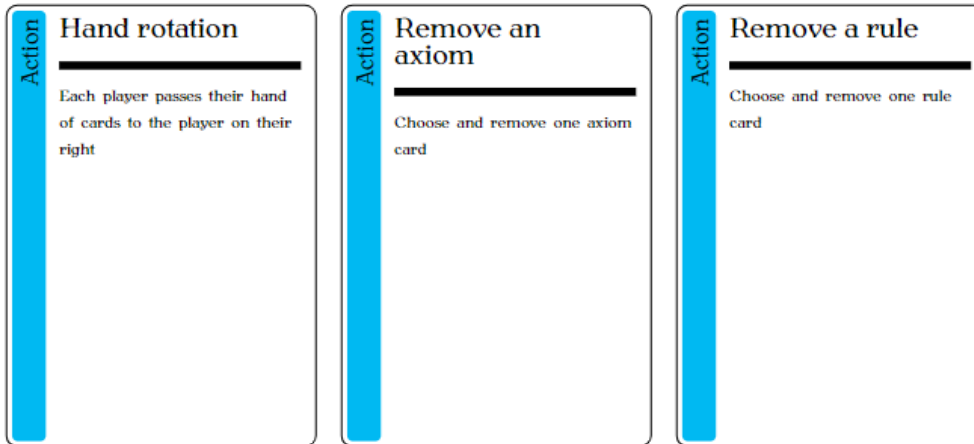 Action
Hand rotation
Each player passes their hand
of cards to the player on their
right
Action
Remove an
axiom
Choose and remove one axiom
card
Action
Remove a rule
Choose and remove one rule
card